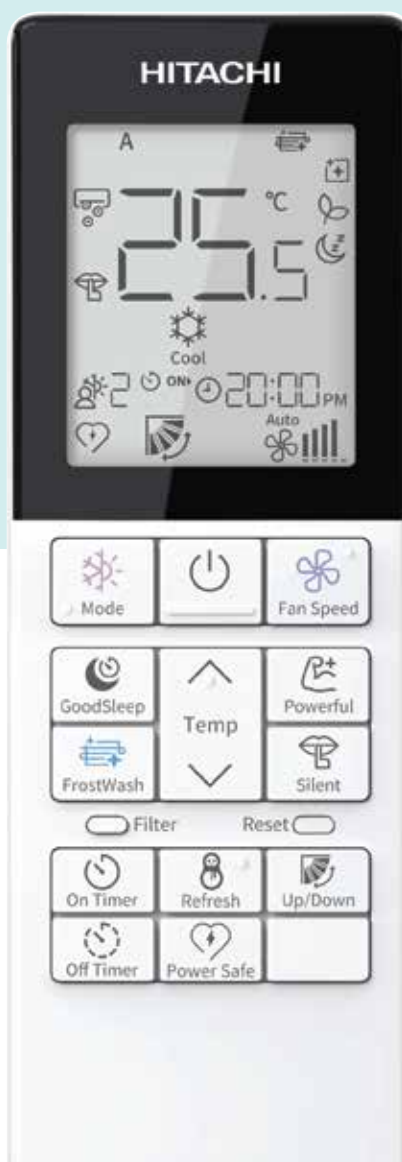 HITACHI
A
25.5 °C
Cool
2 ON 20:00 PM
Auto
Mode
Fan Speed
GoodSleep
Temp
Powerful
FrostWash
Silent
Filter Reset
On Timer Refresh Up/Down
Off Timer Power Safe